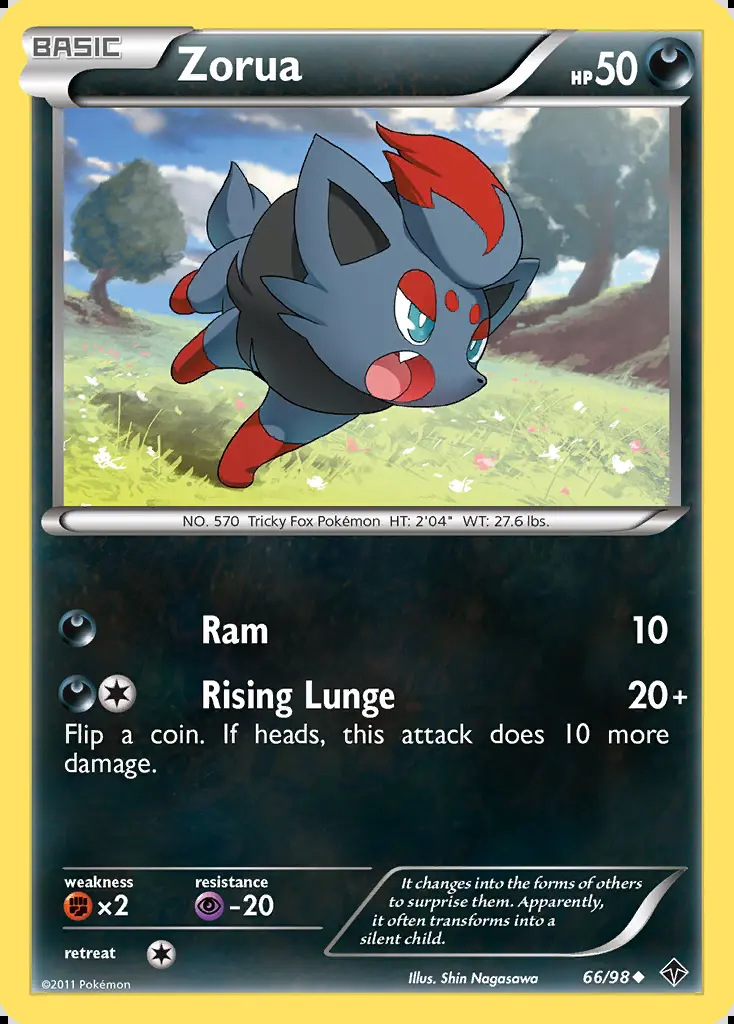 BASIC
Zorua
HP 50
NO. 570 Tricky Fox Pokémon HT: 2'04" WT: 27.6 lbs.
Ram 10
Rising Lunge 20+
Flip a coin. If heads, this attack does 10 more
damage.
weakness resistance
×2 -20
retreat
It changes into the forms of others
to surprise them. Apparently,
it often transforms into a
silent child.
©2011 Pokémon
Illus. Shin Nagasawa
66/98